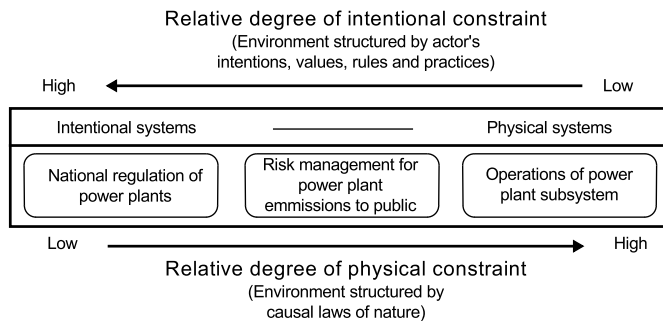 Relative degree of intentional constraint
(Environment structured by actor's
intentions, values, rules and practices)
High
Low
Intentional systems
Physical systems
National regulation of
power plants
Risk management for
power plant
emmissions to public
Operations of power
plant subsystem
Low
High
Relative degree of physical constraint
(Environment structured by
causal laws of nature)